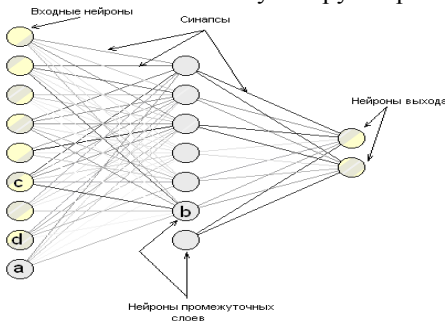 Входные нейроны
Синапсы
Нейроны выхода
c
b
d
a
Нейроны промежуточных
слоев